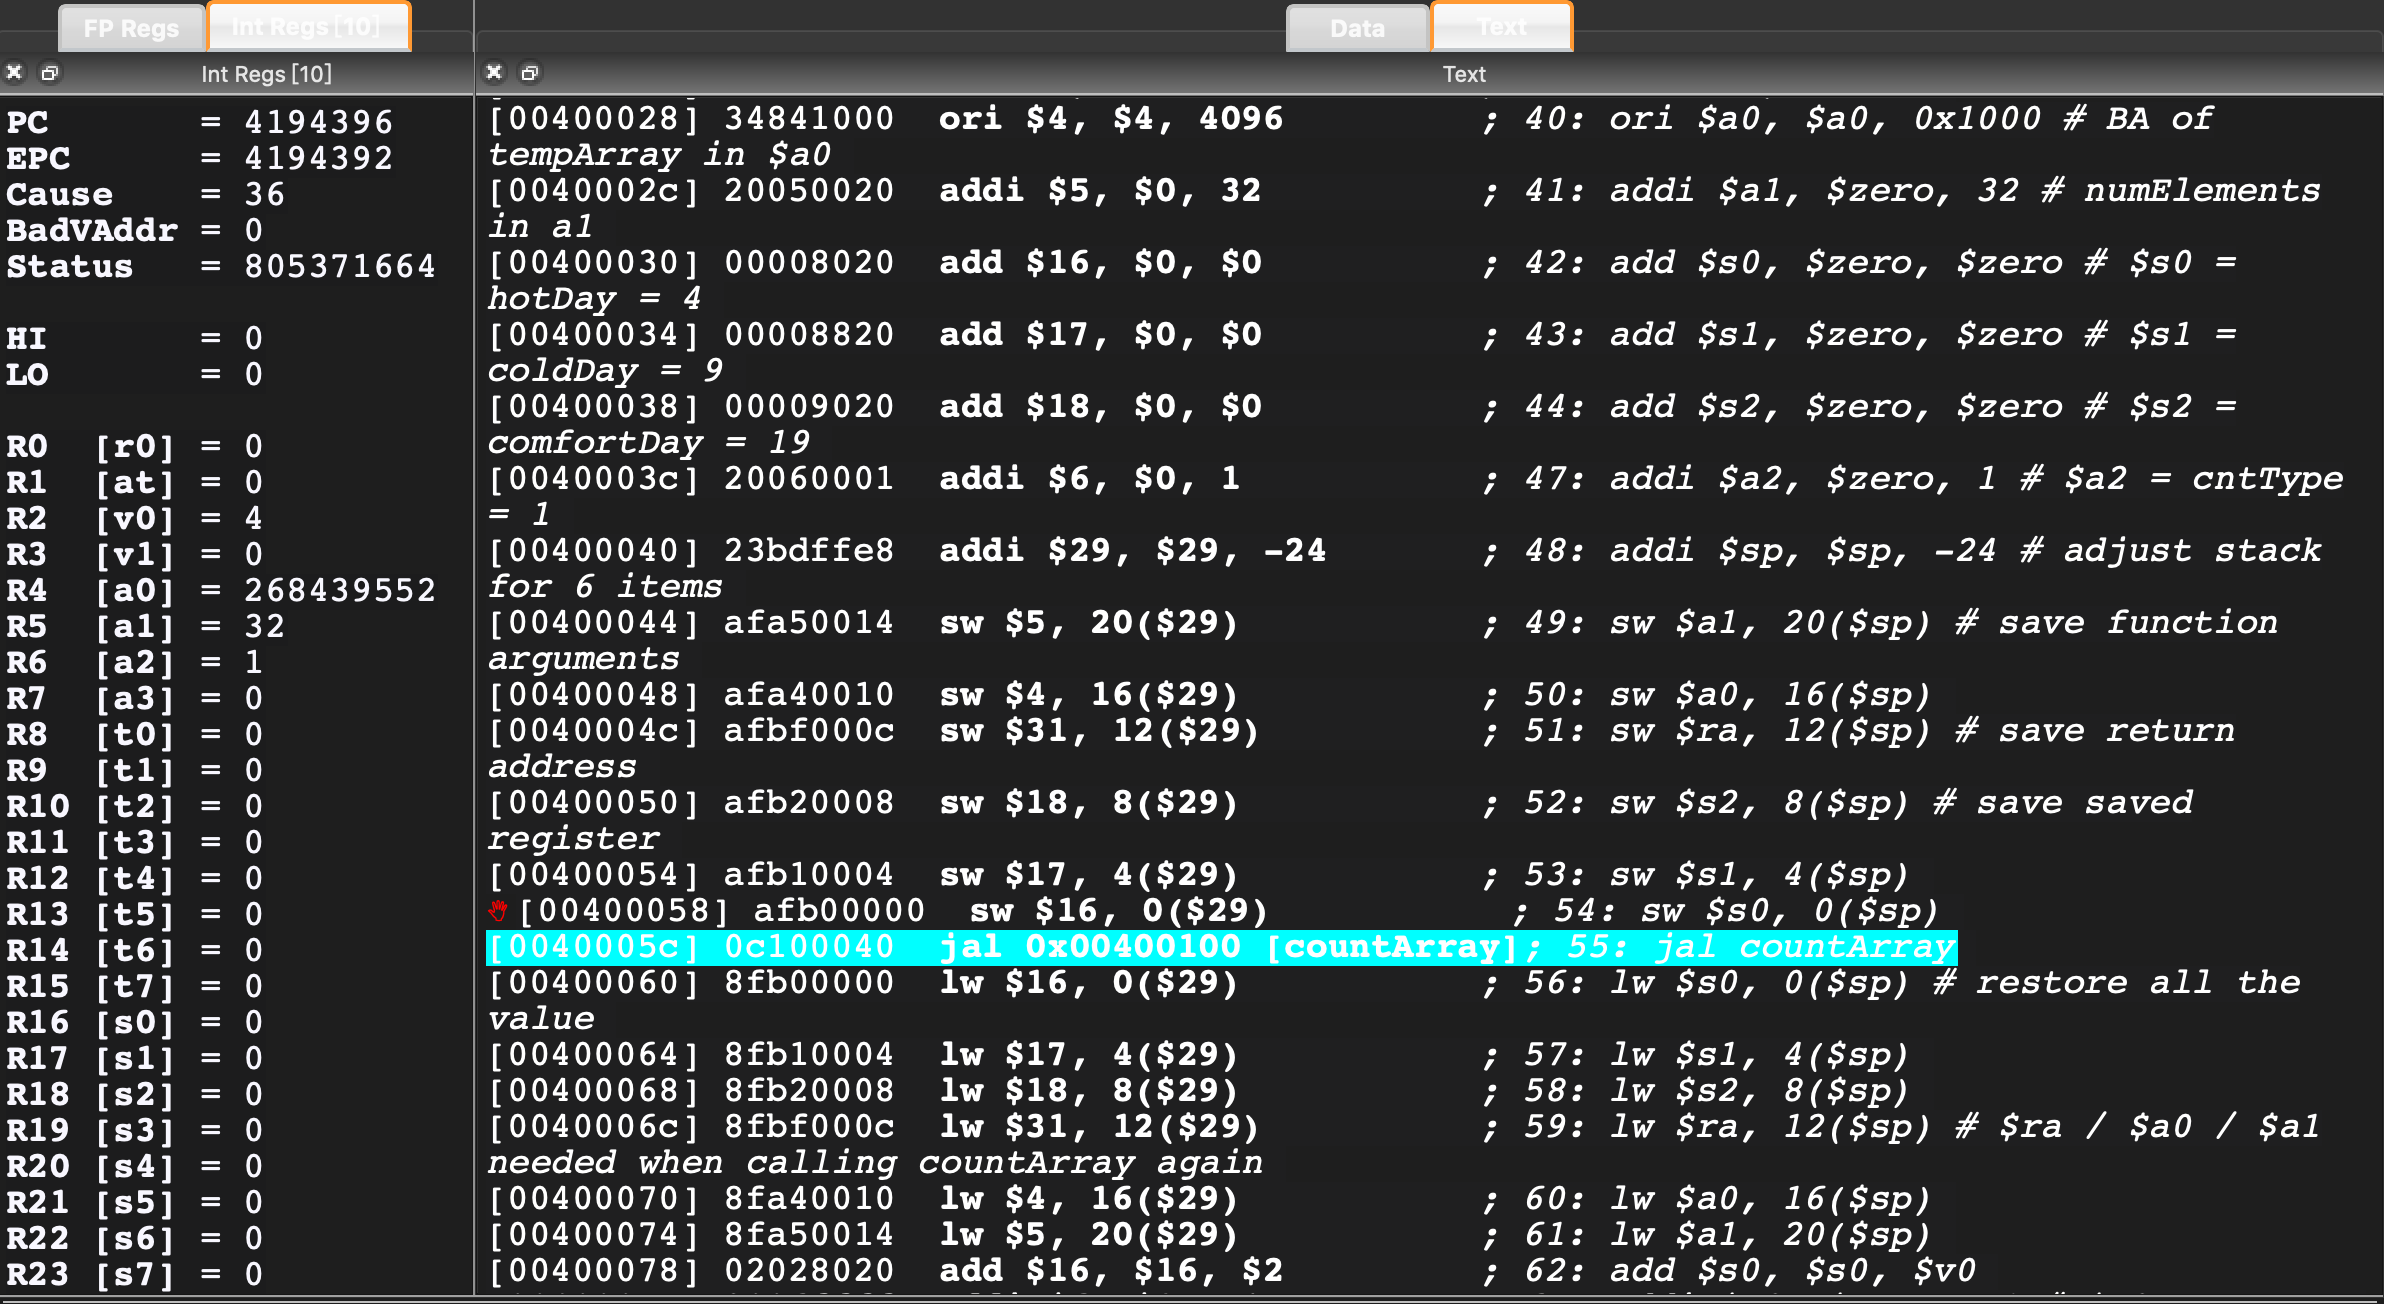 FP Regs
Int Regs [10]
Data
Text
Int Regs [10]
Text
PC = 4194396
EPC = 4194392
Cause = 36
BadVAddr = 0
Status = 805371664
HI = 0
LO = 0
R0 [r0] = 0
R1 [at] = 0
R2 [v0] = 4
R3 [v1] = 0
R4 [a0] = 268439552
R5 [a1] = 32
R6 [a2] = 1
R7 [a3] = 0
R8 [t0] = 0
R9 [t1] = 0
R10 [t2] = 0
R11 [t3] = 0
R12 [t4] = 0
R13 [t5] = 0
R14 [t6] = 0
R15 [t7] = 0
R16 [s0] = 0
R17 [s1] = 0
R18 [s2] = 0
R19 [s3] = 0
R20 [s4] = 0
R21 [s5] = 0
R22 [s6] = 0
R23 [s7] = 0
[00400028] 34841000 ori $4, $4, 4096 ; 40: ori $a0, $a0, 0x1000 # BA of
tempArray in $a0
[0040002c] 20050020 addi $5, $0, 32 ; 41: addi $a1, $zero, 32 # numElements
in a1
[00400030] 00008020 add $16, $0, $0 ; 42: add $s0, $zero, $zero # $s0 =
hotDay = 4
[00400034] 00008820 add $17, $0, $0 ; 43: add $s1, $zero, $zero # $s1 =
coldDay = 9
[00400038] 00009020 add $18, $0, $0 ; 44: add $s2, $zero, $zero # $s2 =
comfortDay = 19
[0040003c] 20060001 addi $6, $0, 1 ; 47: addi $a2, $zero, 1 # $a2 = cntType
= 1
[00400040] 23bdffe8 addi $29, $29, -24 ; 48: addi $sp, $sp, -24 # adjust stack
for 6 items
[00400044] afa50014 sw $5, 20($29) ; 49: sw $a1, 20($sp) # save function
arguments
[00400048] afa40010 sw $4, 16($29) ; 50: sw $a0, 16($sp)
[0040004c] afbf000c sw $31, 12($29) ; 51: sw $ra, 12($sp) # save return
address
[00400050] afb20008 sw $18, 8($29) ; 52: sw $s2, 8($sp) # save saved
register
[00400054] afb10004 sw $17, 4($29) ; 53: sw $s1, 4($sp)
[00400058] afb00000 sw $16, 0($29) ; 54: sw $s0, 0($sp)
[0040005c] 0c100040 jal 0x00400100 [countArray]; 55: jal countArray
[00400060] 8fb00000 lw $16, 0($29) ; 56: lw $s0, 0($sp) # restore all the
value
[00400064] 8fb10004 lw $17, 4($29) ; 57: lw $s1, 4($sp)
[00400068] 8fb20008 lw $18, 8($29) ; 58: lw $s2, 8($sp)
[0040006c] 8fbf000c lw $31, 12($29) ; 59: lw $ra, 12($sp) # $ra / $a0 / $a1
needed when calling countArray again
[00400070] 8fa40010 lw $4, 16($29) ; 60: lw $a0, 16($sp)
[00400074] 8fa50014 lw $5, 20($29) ; 61: lw $a1, 20($sp)
[00400078] 02028020 add $16, $16, $2 ; 62: add $s0, $s0, $v0